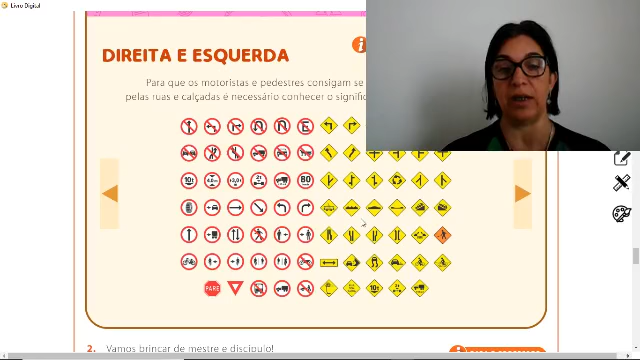 Livro Digital
DIREITA E ESQUERDA
Para que os motoristas e pedestres consigam se
pelas ruas e calçadas é necessário conhecer o signific
10t
80
PARE
10t
2. Vamos brincar de mestre e discípulo!